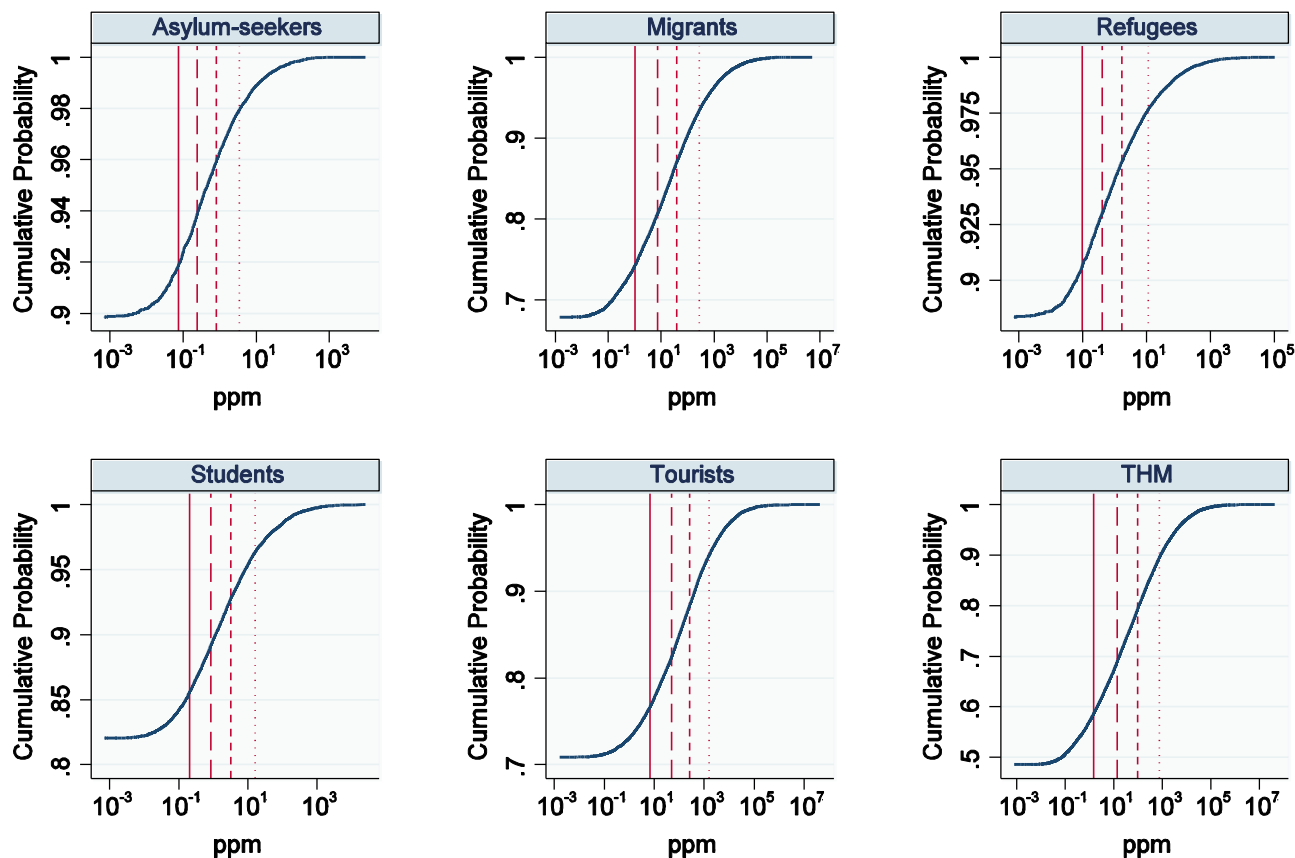 Asylum-seekers
Cumulative Probability
1
.98
.96
.94
.92
.9
10-3 10-1 101 103
ppm
Migrants
Cumulative Probability
1
.9
.8
.7
10-3 10-1 101 103 105 107
ppm
Refugees
Cumulative Probability
1
.975
.95
.925
.9
10-3 10-1 101 103 105
ppm
Students
Cumulative Probability
1
.95
.9
.85
.8
10-3 10-1 101 103
ppm
Tourists
Cumulative Probability
1
.9
.8
.7
10-3 10-1 101 103 105 107
ppm
THM
Cumulative Probability
1
.9
.8
.7
.6
.5
10-3 10-1 101 103 105 107
ppm